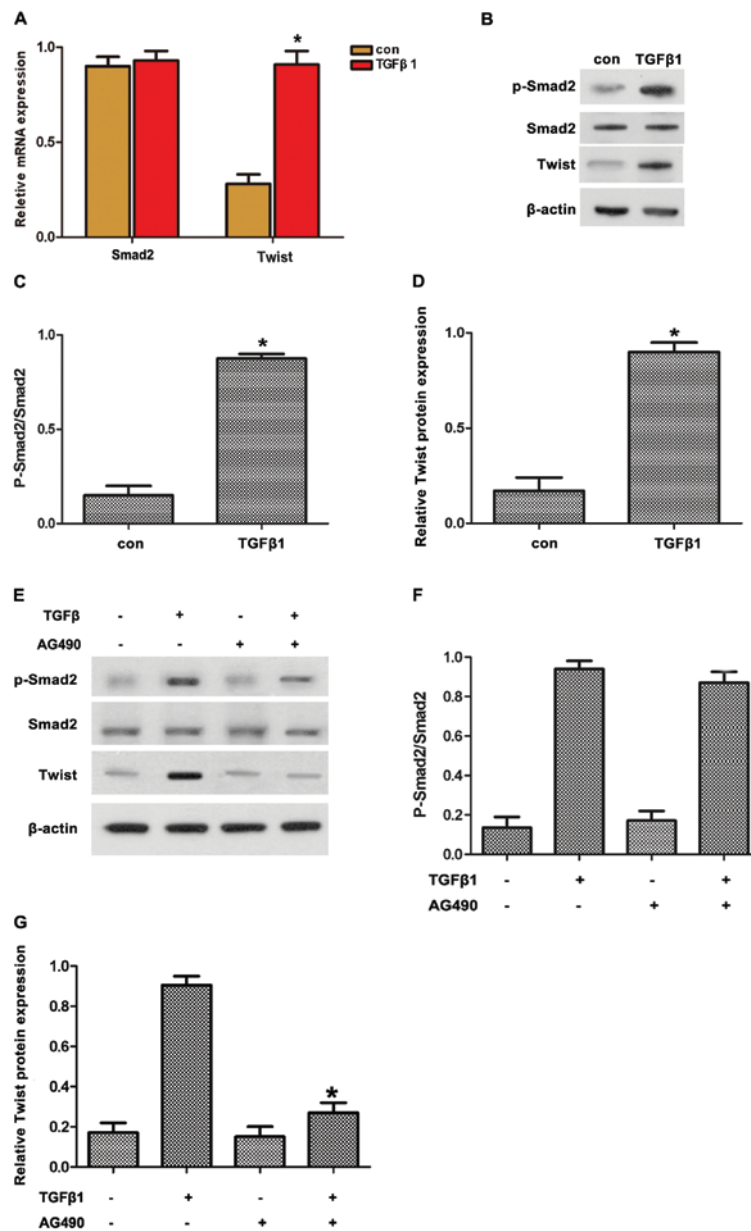 A
Reletive mRNA expression
1.0
0.5
0.0
*
con
TGFβ 1
Smad2
Twist
B
con TGFβ1
p-Smad2
Smad2
Twist
β-actin
C
P-Smad2/Smad2
1.0
0.5
0.0
*
con
TGFβ1
D
Relative Twist protein expression
1.0
0.5
0.0
*
con
TGFβ1
E
TGFβ - + - +
AG490 - - + +
p-Smad2
Smad2
Twist
β-actin
F
P-Smad2/Smad2
1.0
0.8
0.6
0.4
0.2
0.0
TGFβ1 - + - +
AG490 - - + +
G
Relative Twist protein expression
1.0
0.8
0.6
0.4
0.2
0.0
*
TGFβ1 - + - +
AG490 - - + +